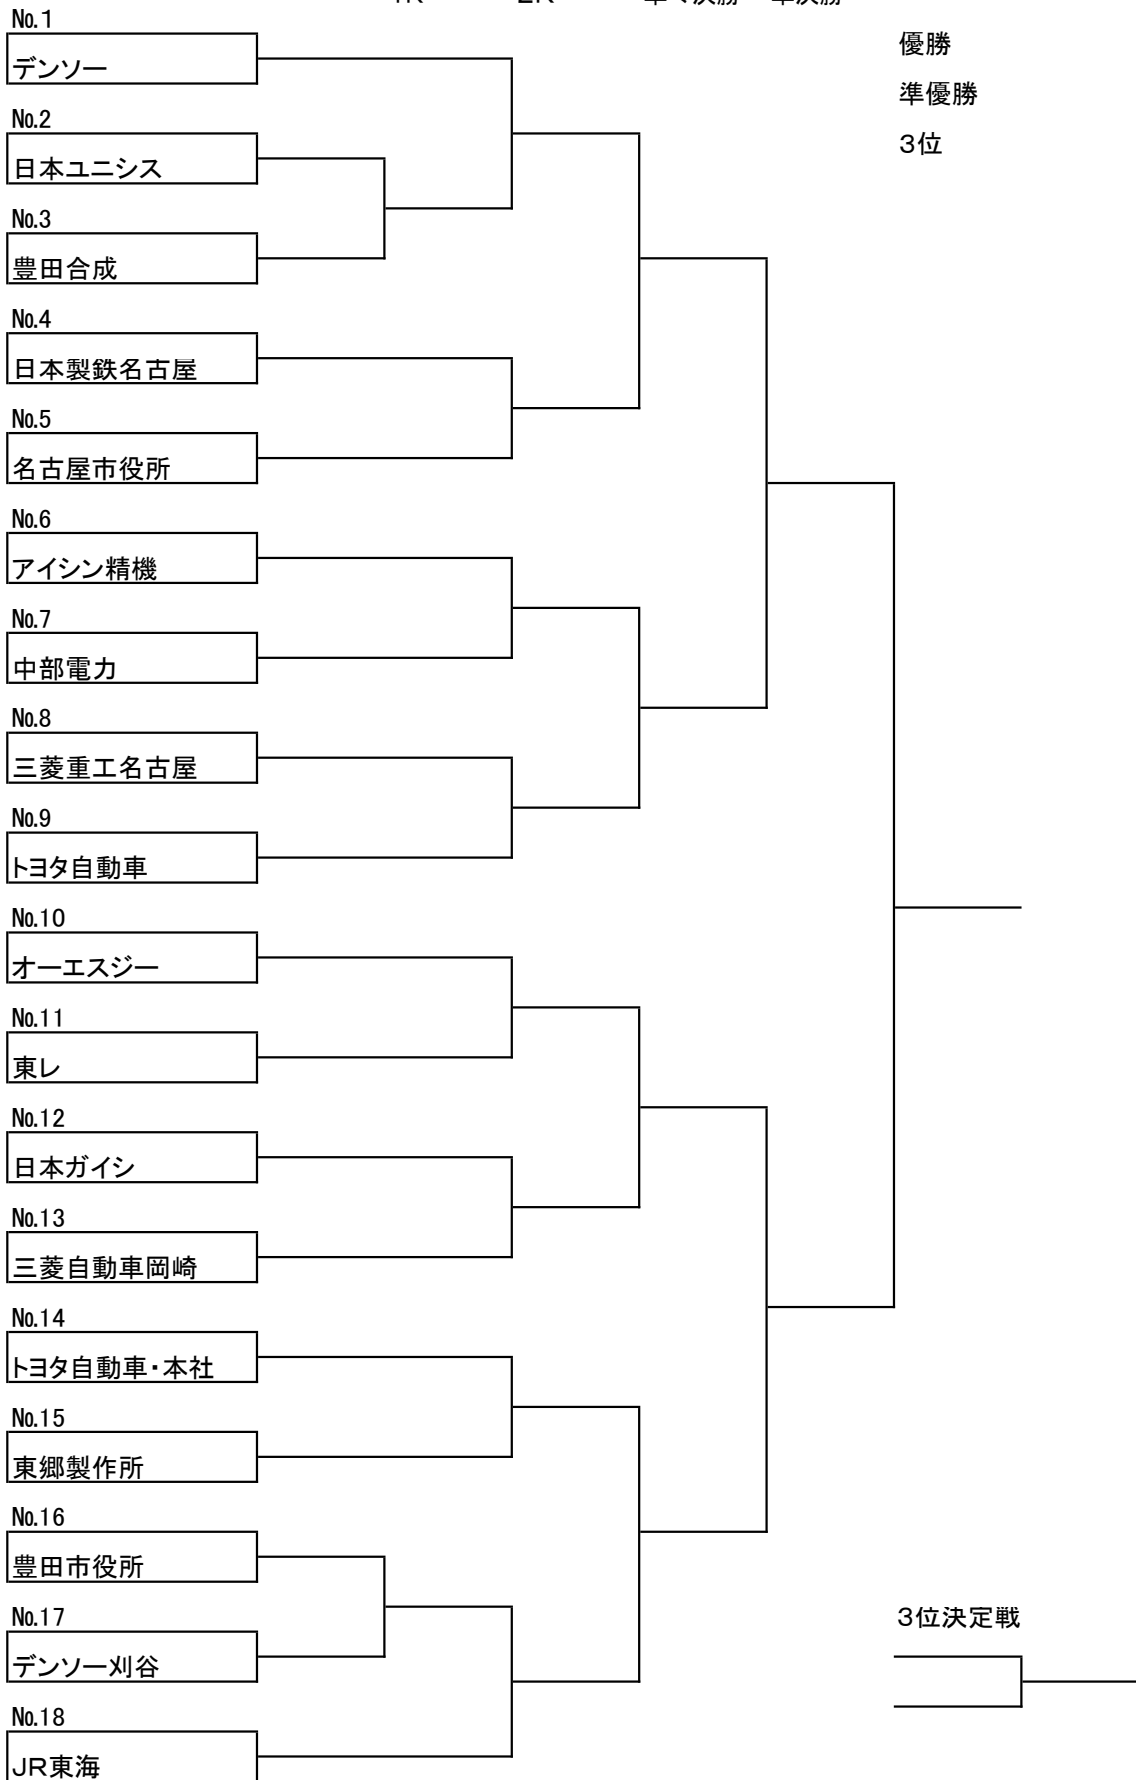 No.1
デンソー
優勝
準優勝
3位
No.2
日本ユニシス
No.3
豊田合成
No.4
日本製鉄名古屋
No.5
名古屋市役所
No.6
アイシン精機
No.7
中部電力
No.8
三菱重工名古屋
No.9
トヨタ自動車
No.10
オーエスジー
No.11
東レ
No.12
日本ガイシ
No.13
三菱自動車岡崎
No.14
トヨタ自動車・本社
No.15
東郷製作所
No.16
豊田市役所
No.17
デンソー刈谷
3位決定戦
No.18
JR東海